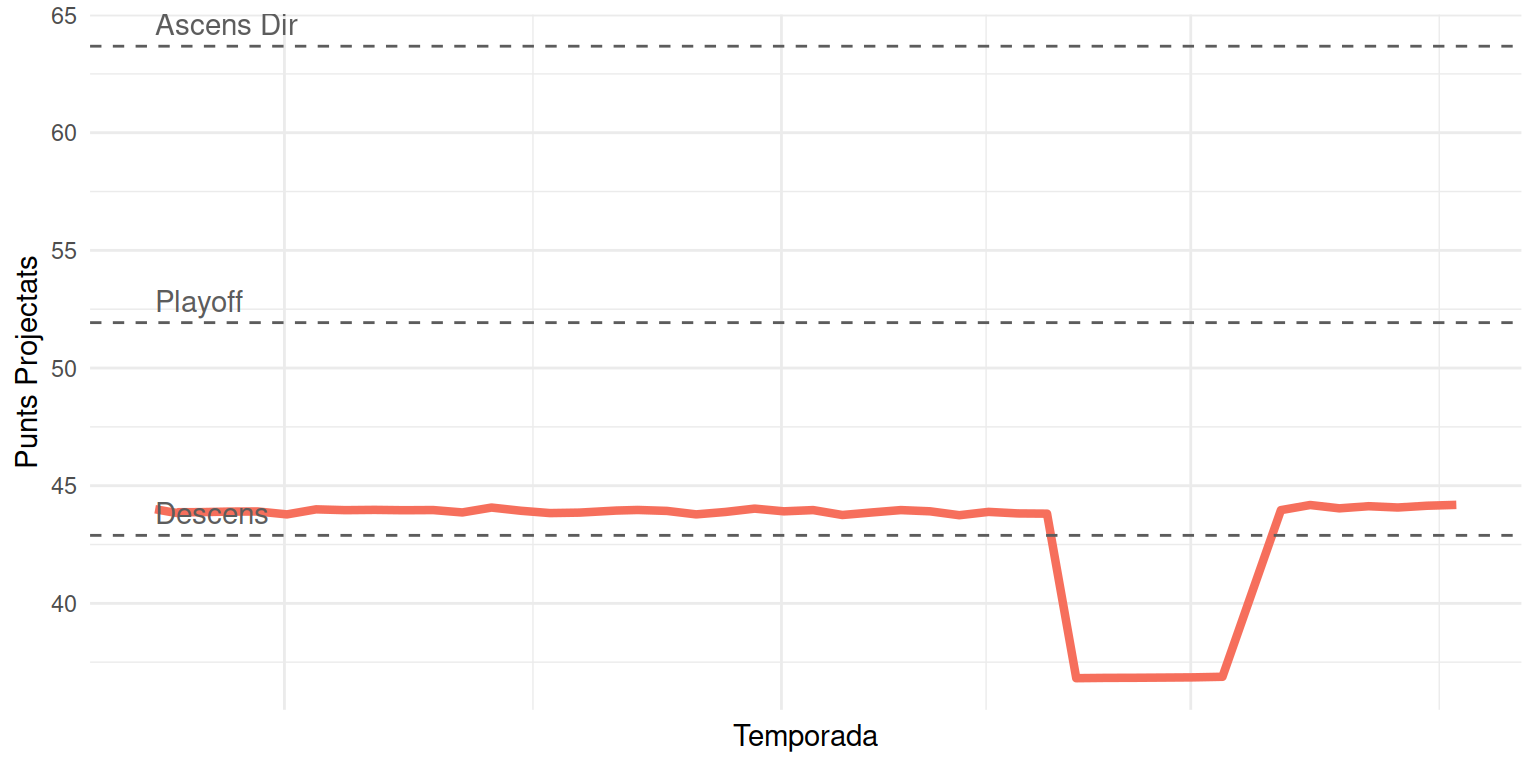 65
Ascens Dir
60
55
Playoff
50
45
Descens
40
Punts Projectats
Temporada